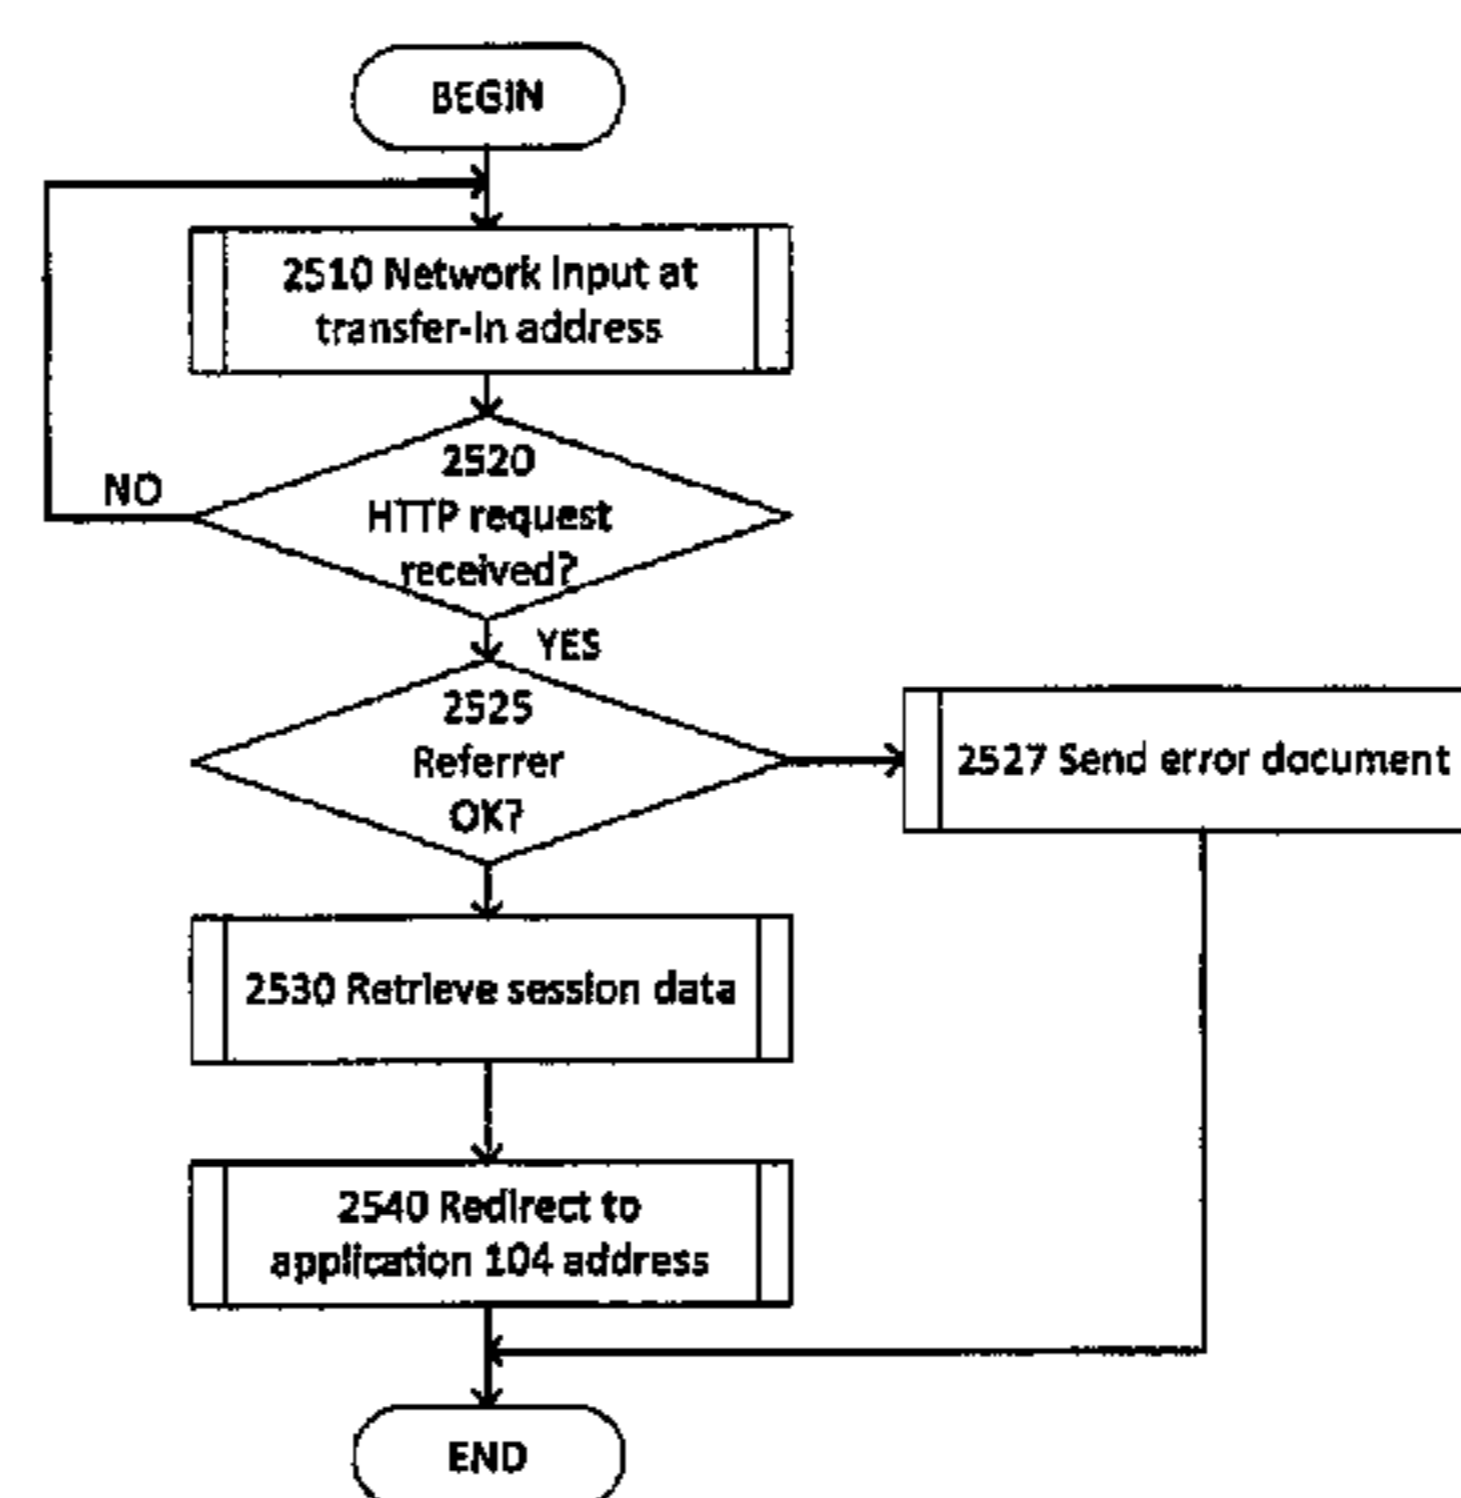 BEGIN
2510 Network input at
transfer-in address
2520
HTTP request
received?
NO
YES
2525
Referrer
OK?
2527 Send error document
2530 Retrieve session data
2540 Redirect to
application 104 address
END